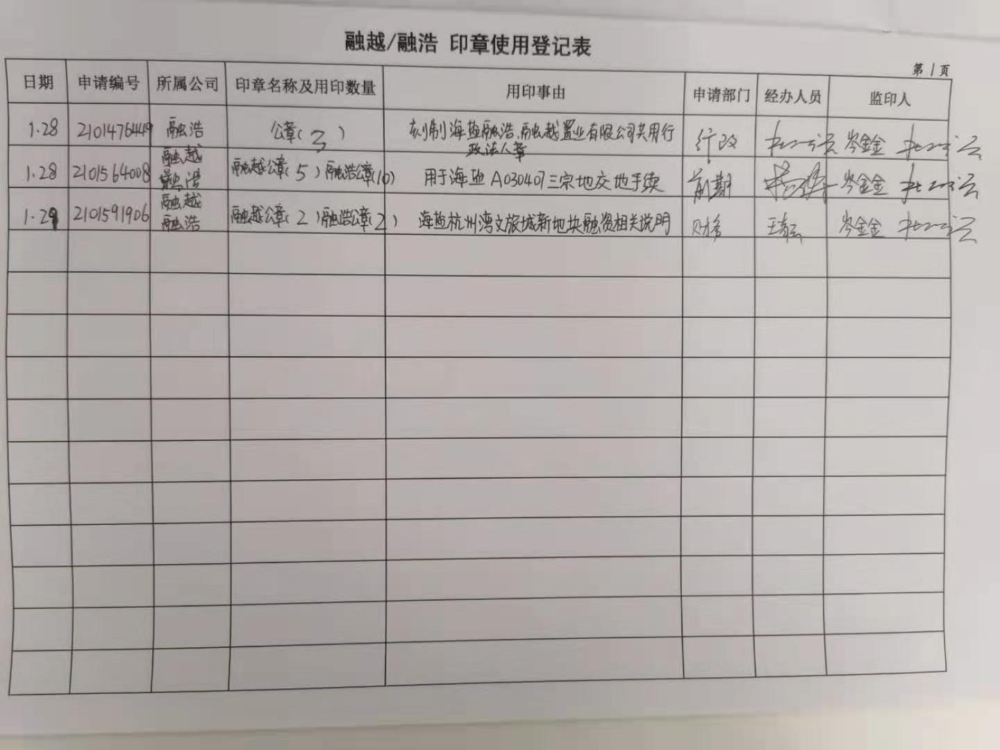 融越/融浩 印章使用登记表
第 1 页
日期 申请编号 所属公司 印章名称及用印数量 用印事由 申请部门 经办人员 监印人
1.28 2101476449 融浩 公章( 3 ) 刻制海盐融浩、融越置业有限公司共用行 行政 岑金金
政法人章
融越
1.28 2101564008 融浩 融越公章( 5 ) 融浩公章(10) 用于海盐A030407三宗地交地手续 前期 岑金金
融越
1.29 2101591906 融浩 融越公章( 2 ) 融浩公章( 2 ) 海盐杭州湾文旅城新地块融资相关说明 财务 岑金金